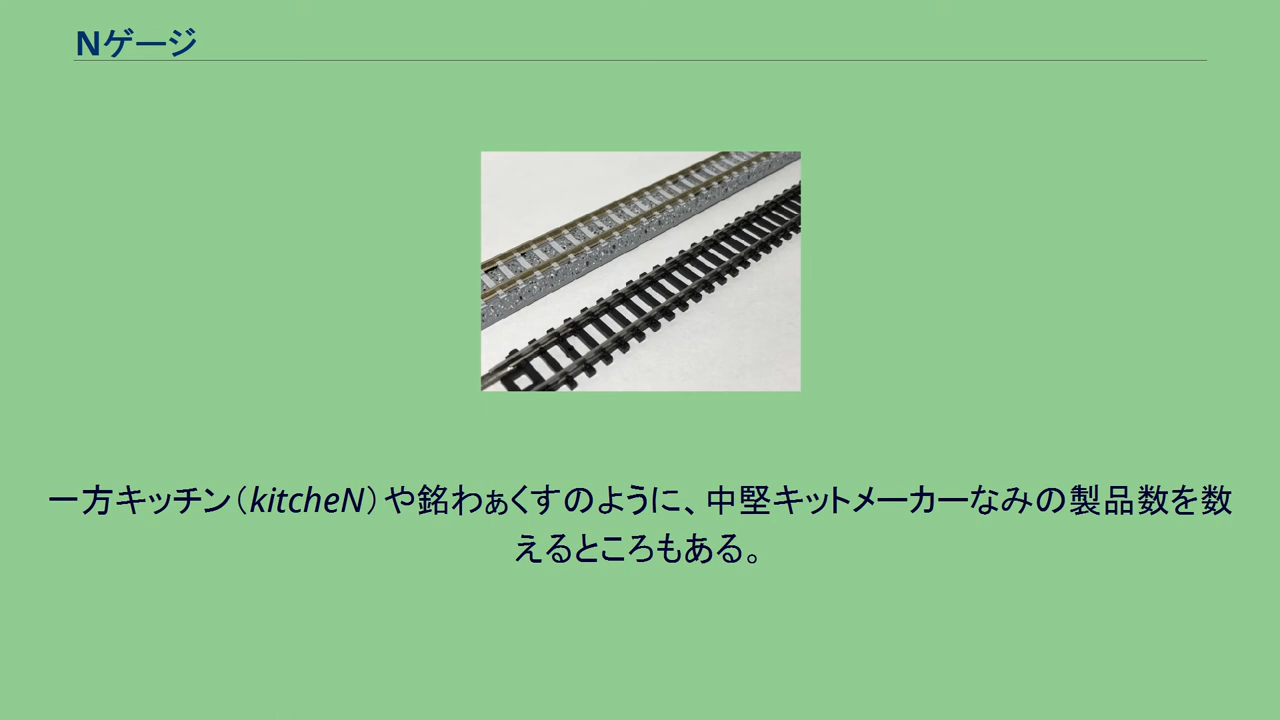 Nゲージ
一方キッチン（kitcheN）や銘わぁくすのように、中堅キットメーカーなみの製品数を数
えるところもある。